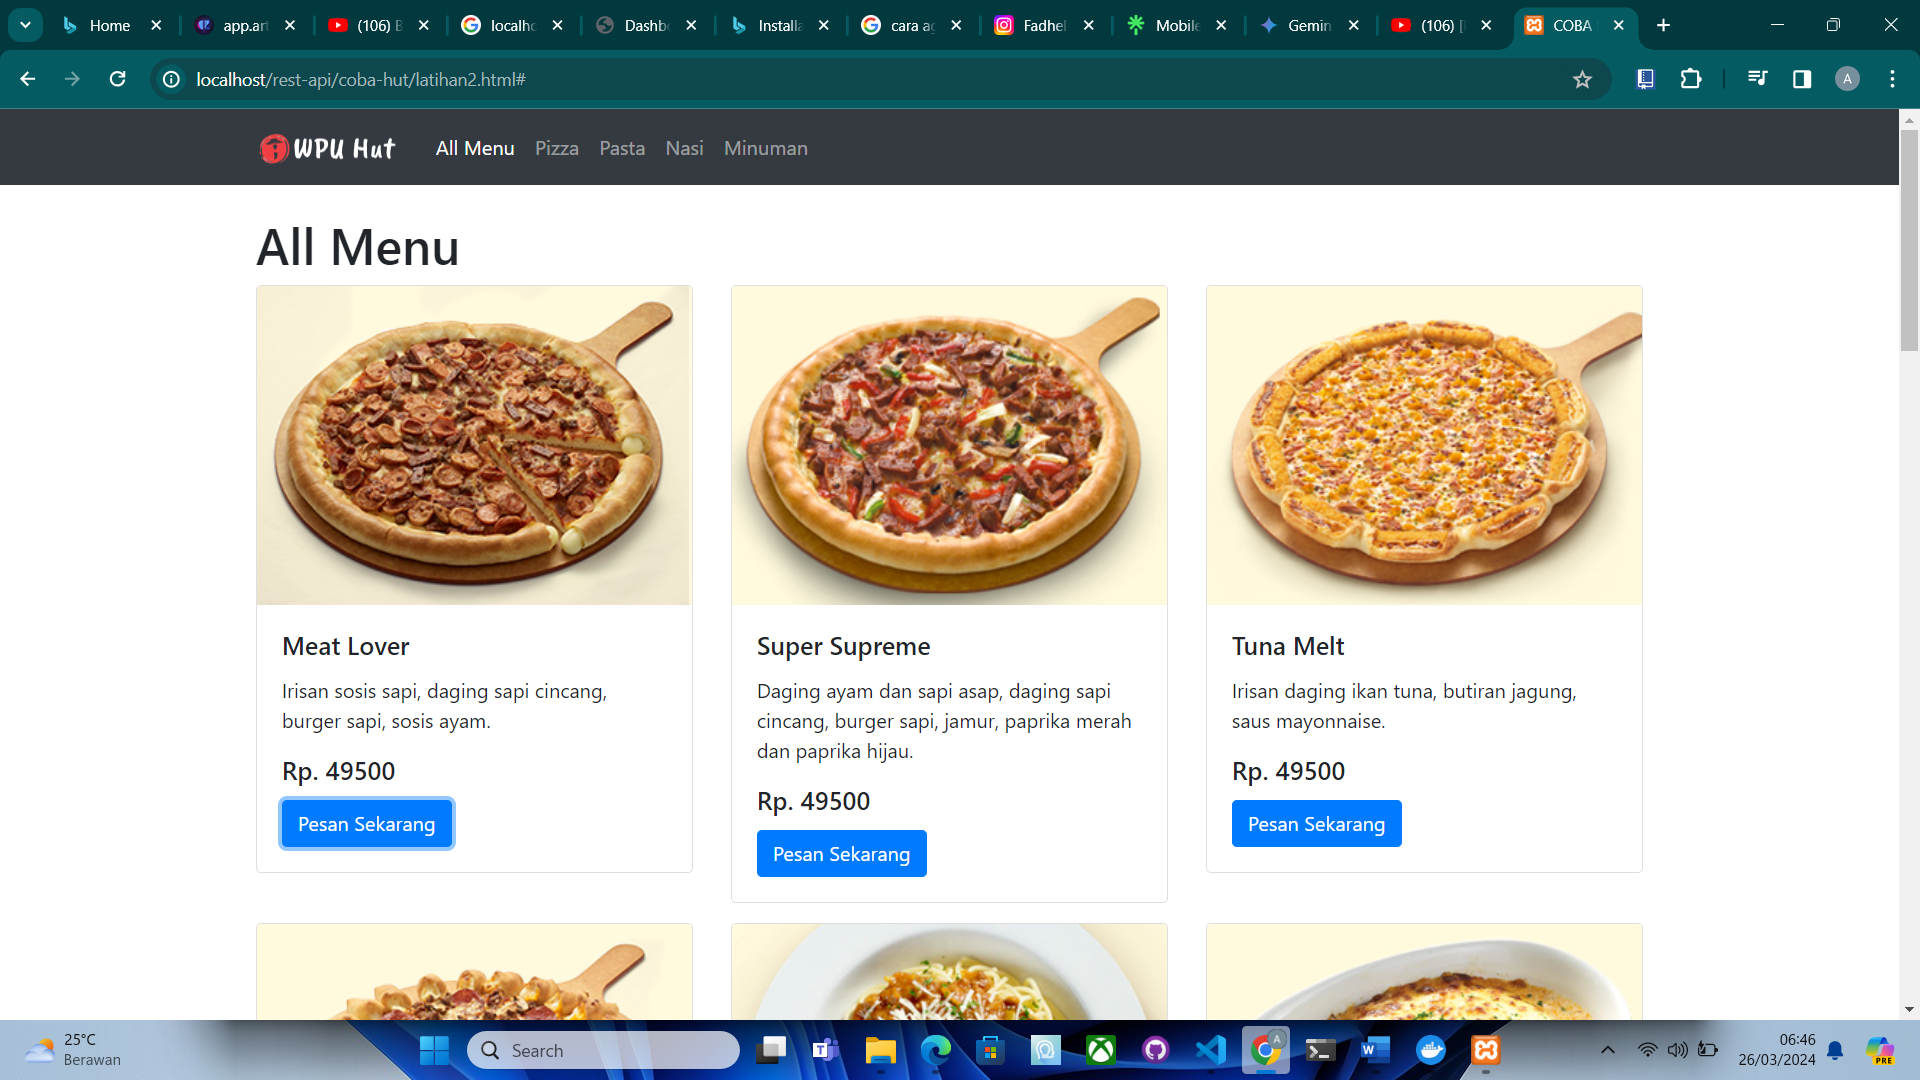 Home
app.ar
(106) B
localho
Dashb
Installa
cara ag
Fadhel
Mobile
Gemin
(106) [
COBA
localhost/rest-api/coba-hut/latihan2.html#
A
WPU Hut
All Menu
Pizza
Pasta
Nasi
Minuman
All Menu
Meat Lover
Irisan sosis sapi, daging sapi cincang,
burger sapi, sosis ayam.
Rp. 49500
Pesan Sekarang
Super Supreme
Daging ayam dan sapi asap, daging sapi
cincang, burger sapi, jamur, paprika merah
dan paprika hijau.
Rp. 49500
Pesan Sekarang
Tuna Melt
Irisan daging ikan tuna, butiran jagung,
saus mayonnaise.
Rp. 49500
Pesan Sekarang
25°C
Berawan
Search
06:46
26/03/2024
PRE